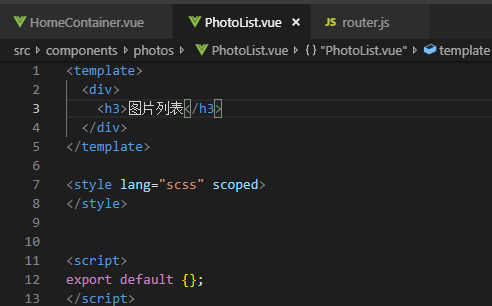 HomeContainer.vue PhotoList.vue × JS router.js
src > components > photos > PhotoList.vue > {} "PhotoList.vue" > template
1 <template>
2 <div>
3 <h3>图片列表</h3>
4 </div>
5 </template>
6
7 <style lang="scss" scoped>
8 </style>
9
10
11 <script>
12 export default {};
13 </script>